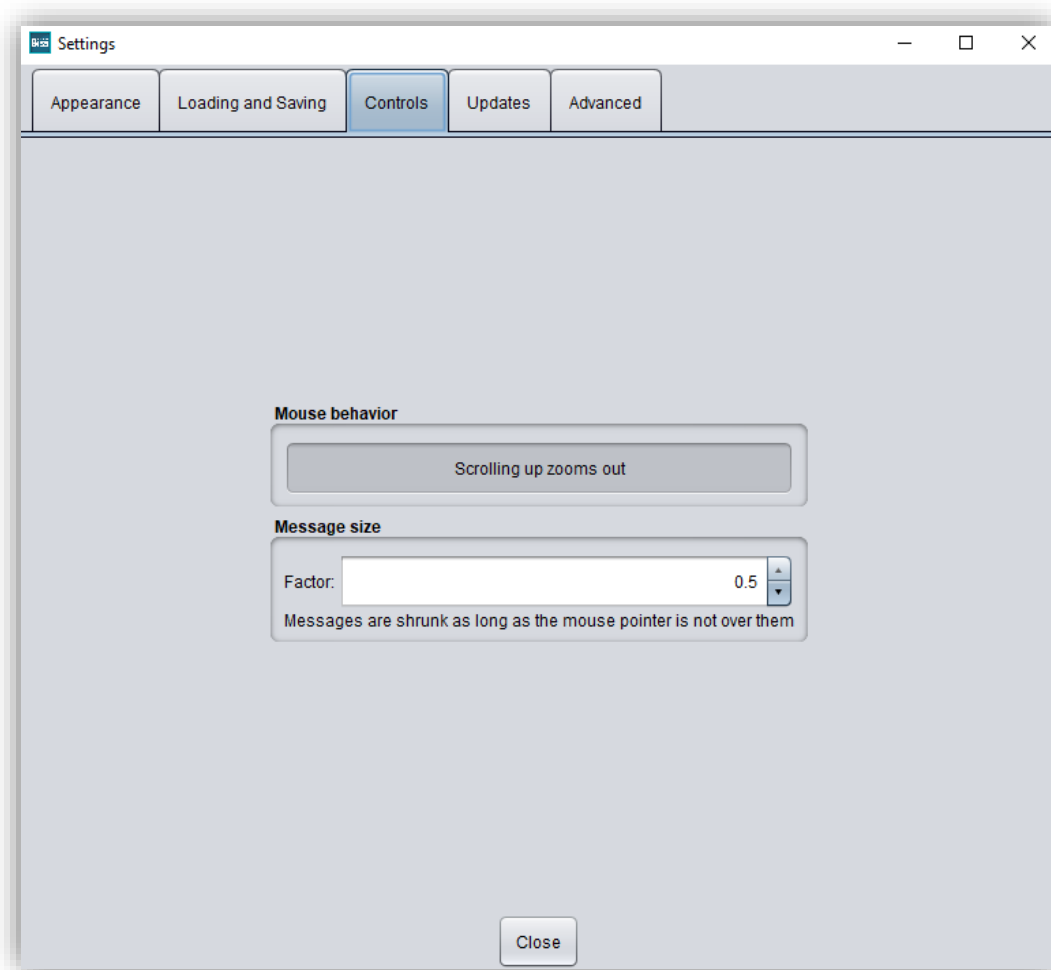 Settings
Appearance
Loading and Saving
Controls
Updates
Advanced
Mouse behavior
Scrolling up zooms out
Message size
Factor: 0.5
Messages are shrunk as long as the mouse pointer is not over them
Close